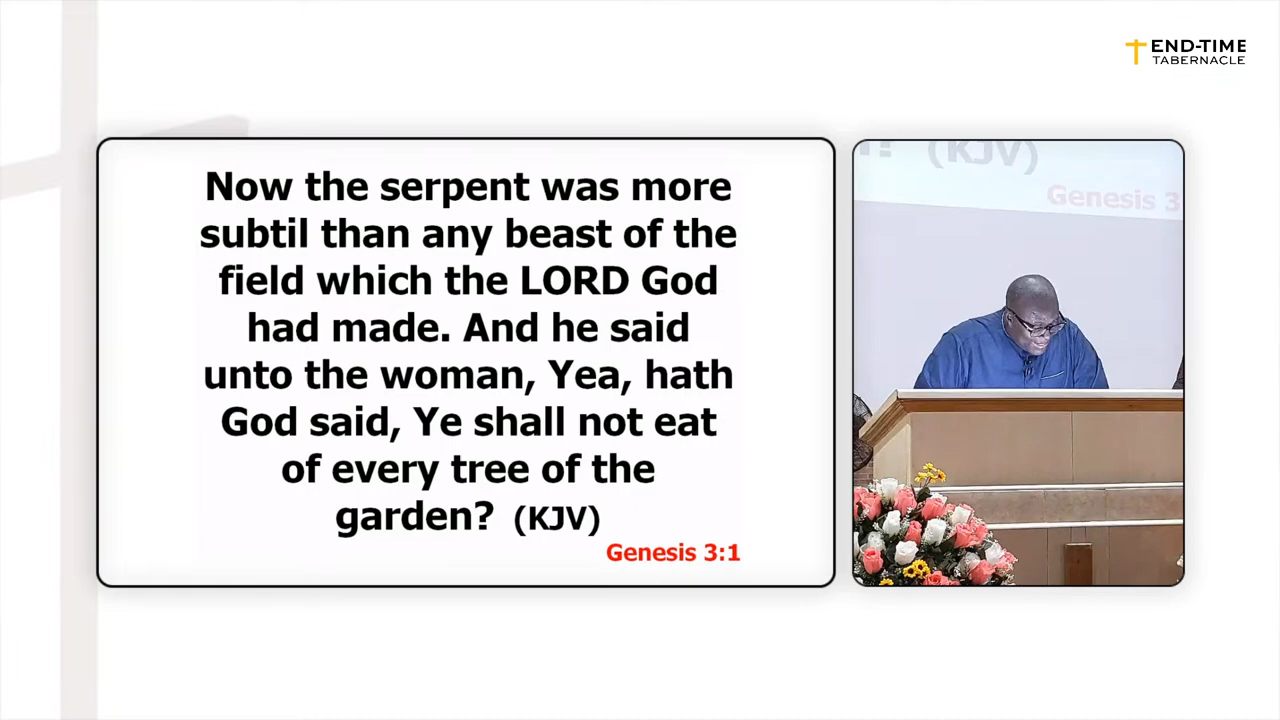 END-TIME
TABERNACLE
Now the serpent was more
subtil than any beast of the
field which the LORD God
had made. And he said
unto the woman, Yea, hath
God said, Ye shall not eat
of every tree of the
garden? (KJV)
Genesis 3:1
(KJV)
Genesis 3